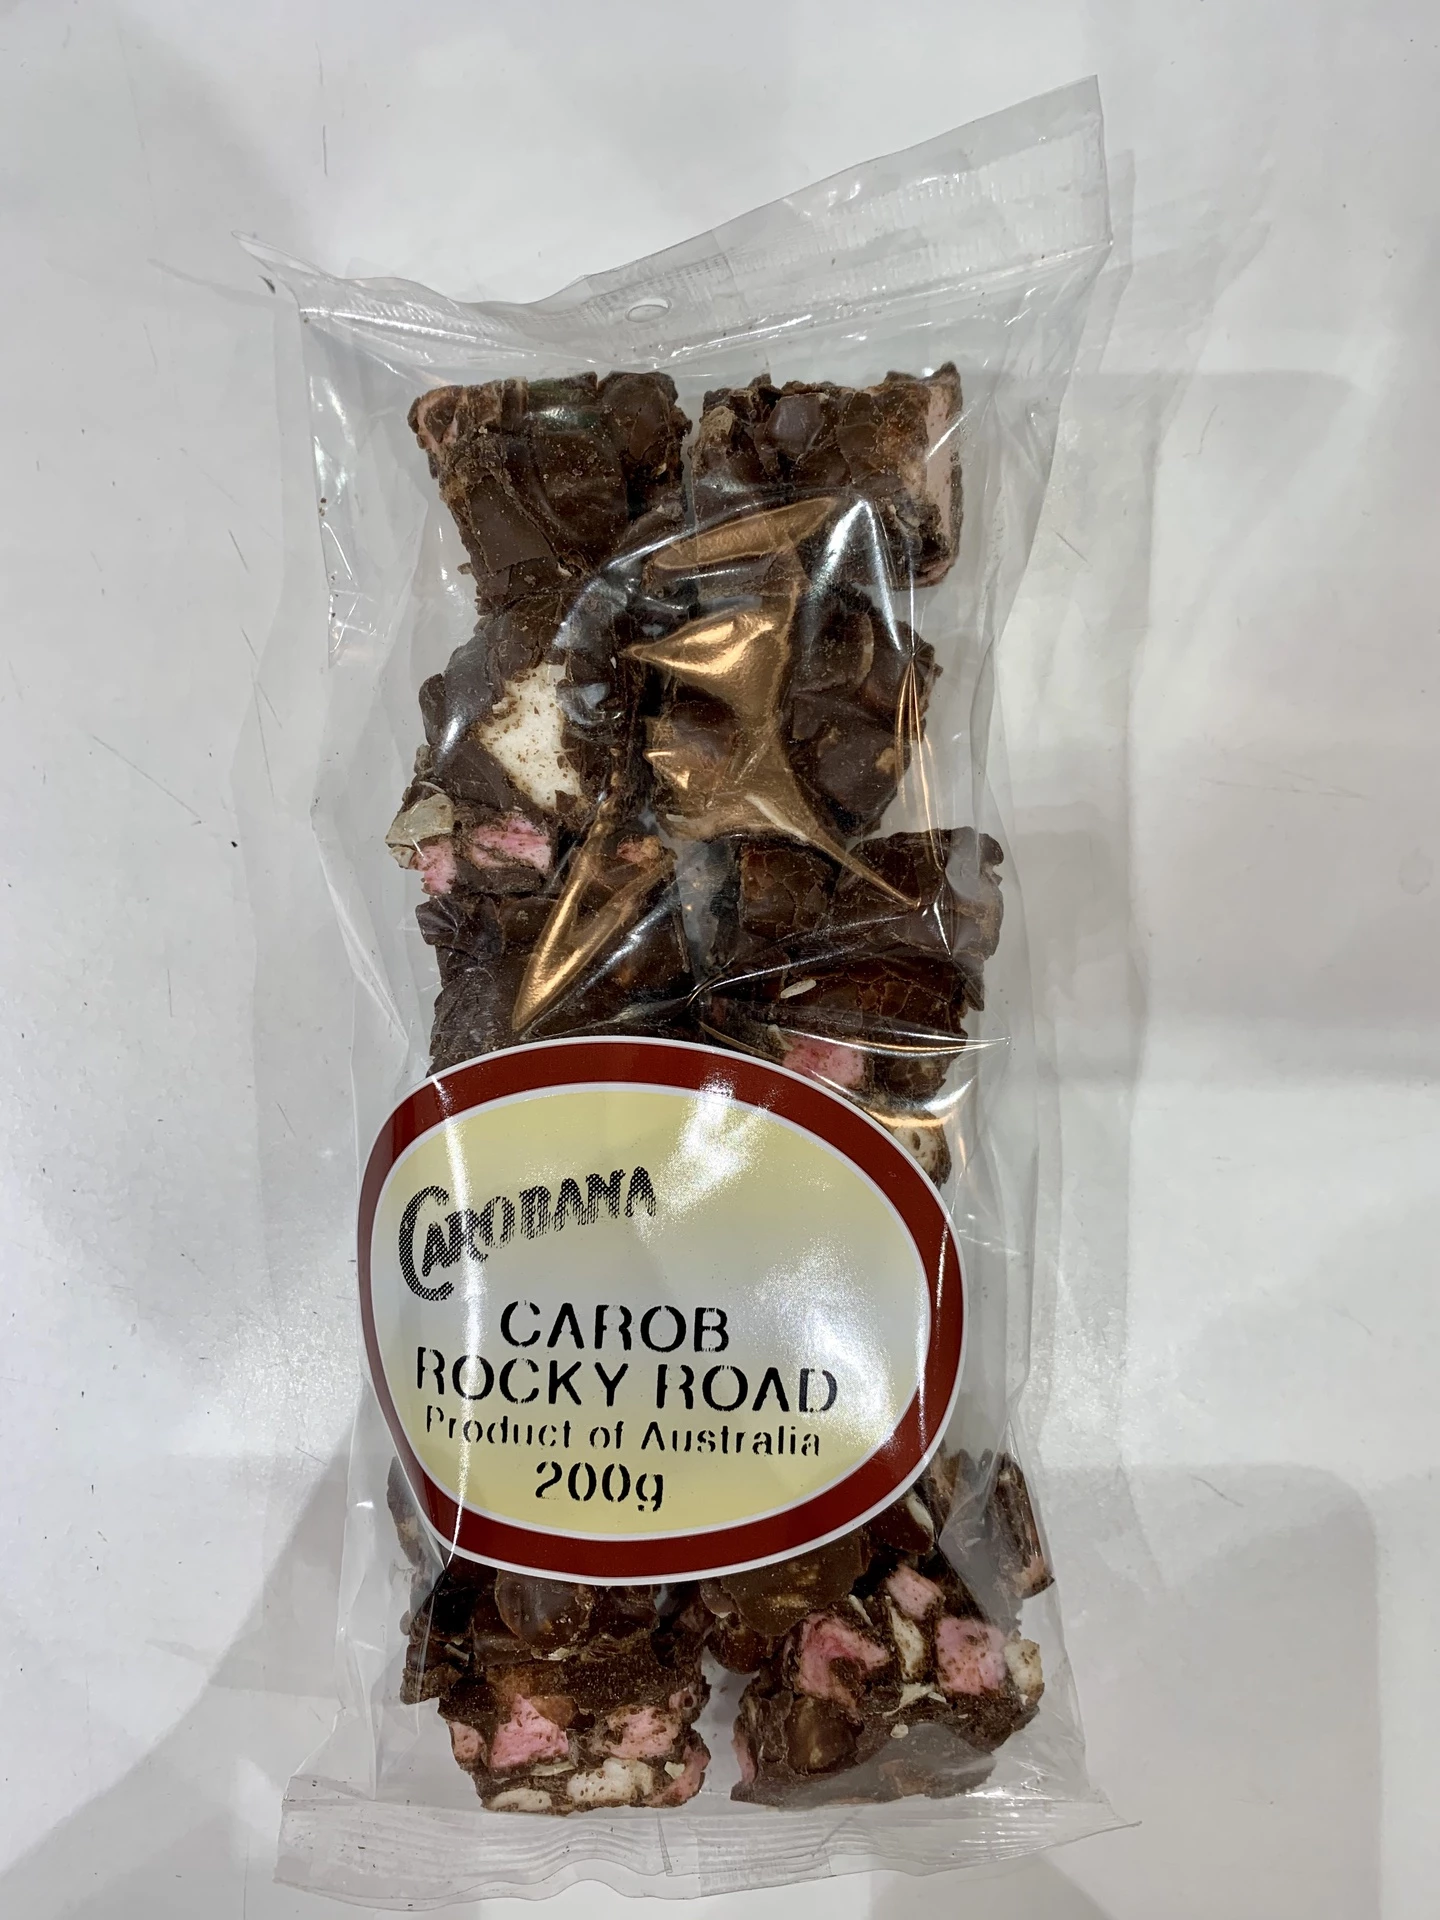 CAROBANA
CAROB
ROCKY ROAD
Product of Australia
200g